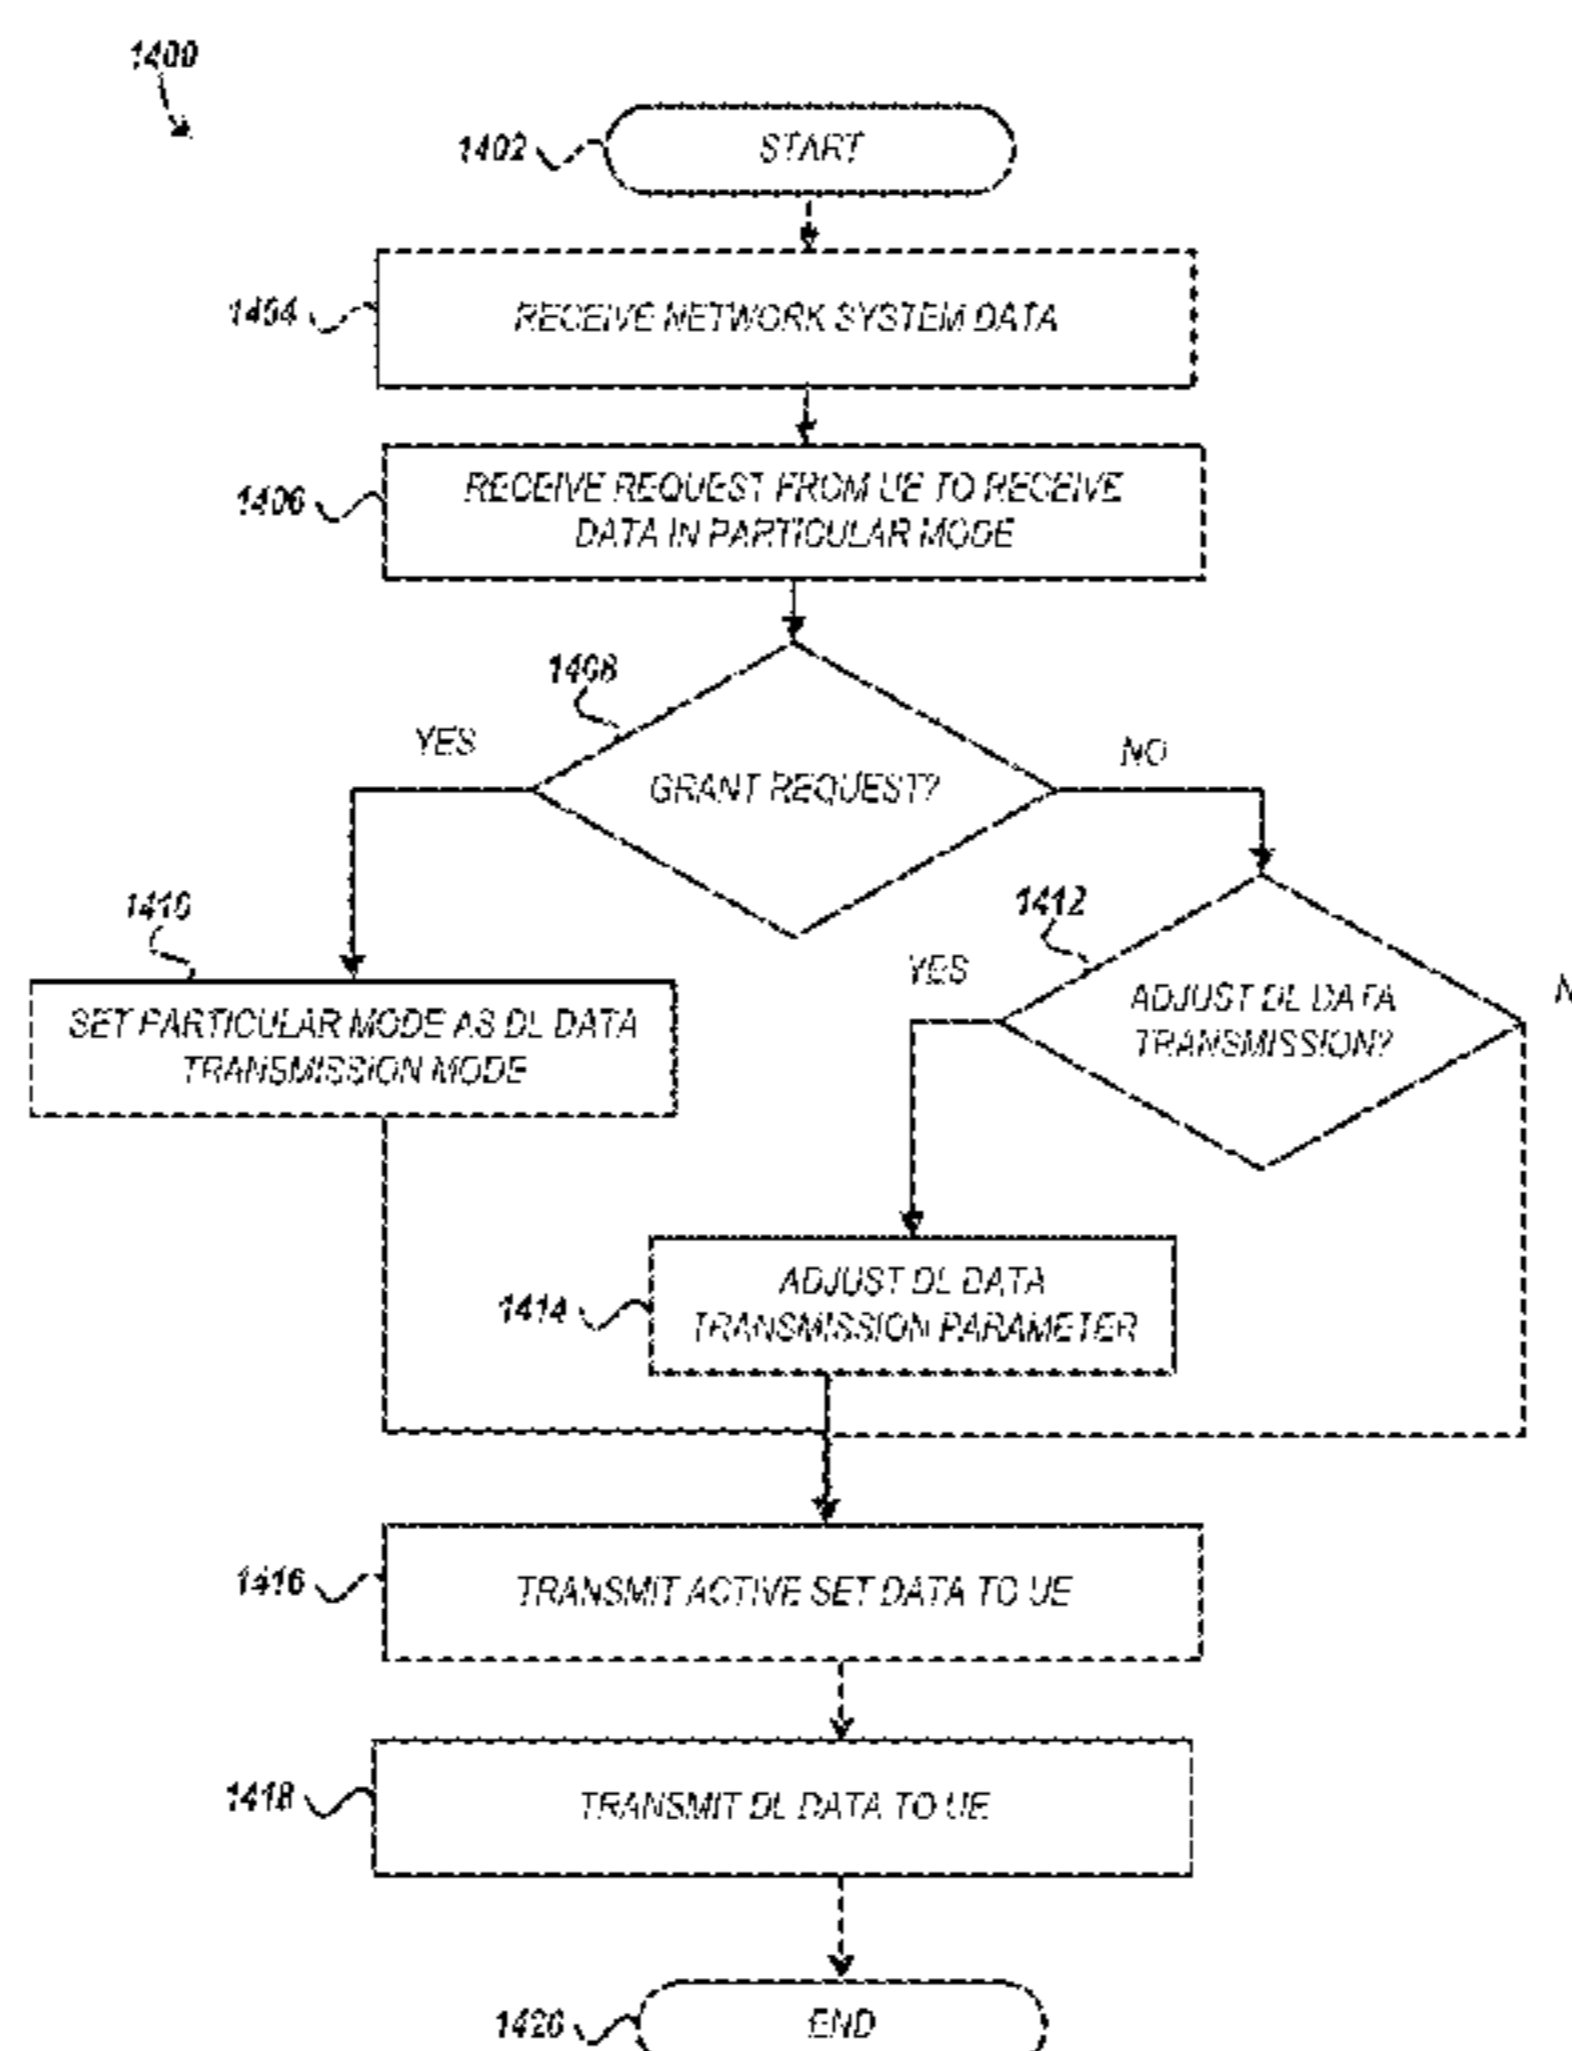 1400
1402
START
1404
RECEIVE NETWORK SYSTEM DATA
1406
RECEIVE REQUEST FROM UE TO RECEIVE
DATA IN PARTICULAR MODE
1408
YES
GRANT REQUEST?
NO
1410
SET PARTICULAR MODE AS DL DATA
TRANSMISSION MODE
1412
YES
ADJUST DL DATA
TRANSMISSION?
N
1414
ADJUST DL DATA
TRANSMISSION PARAMETER
1416
TRANSMIT ACTIVE SET DATA TO UE
1418
TRANSMIT DL DATA TO UE
1420
END